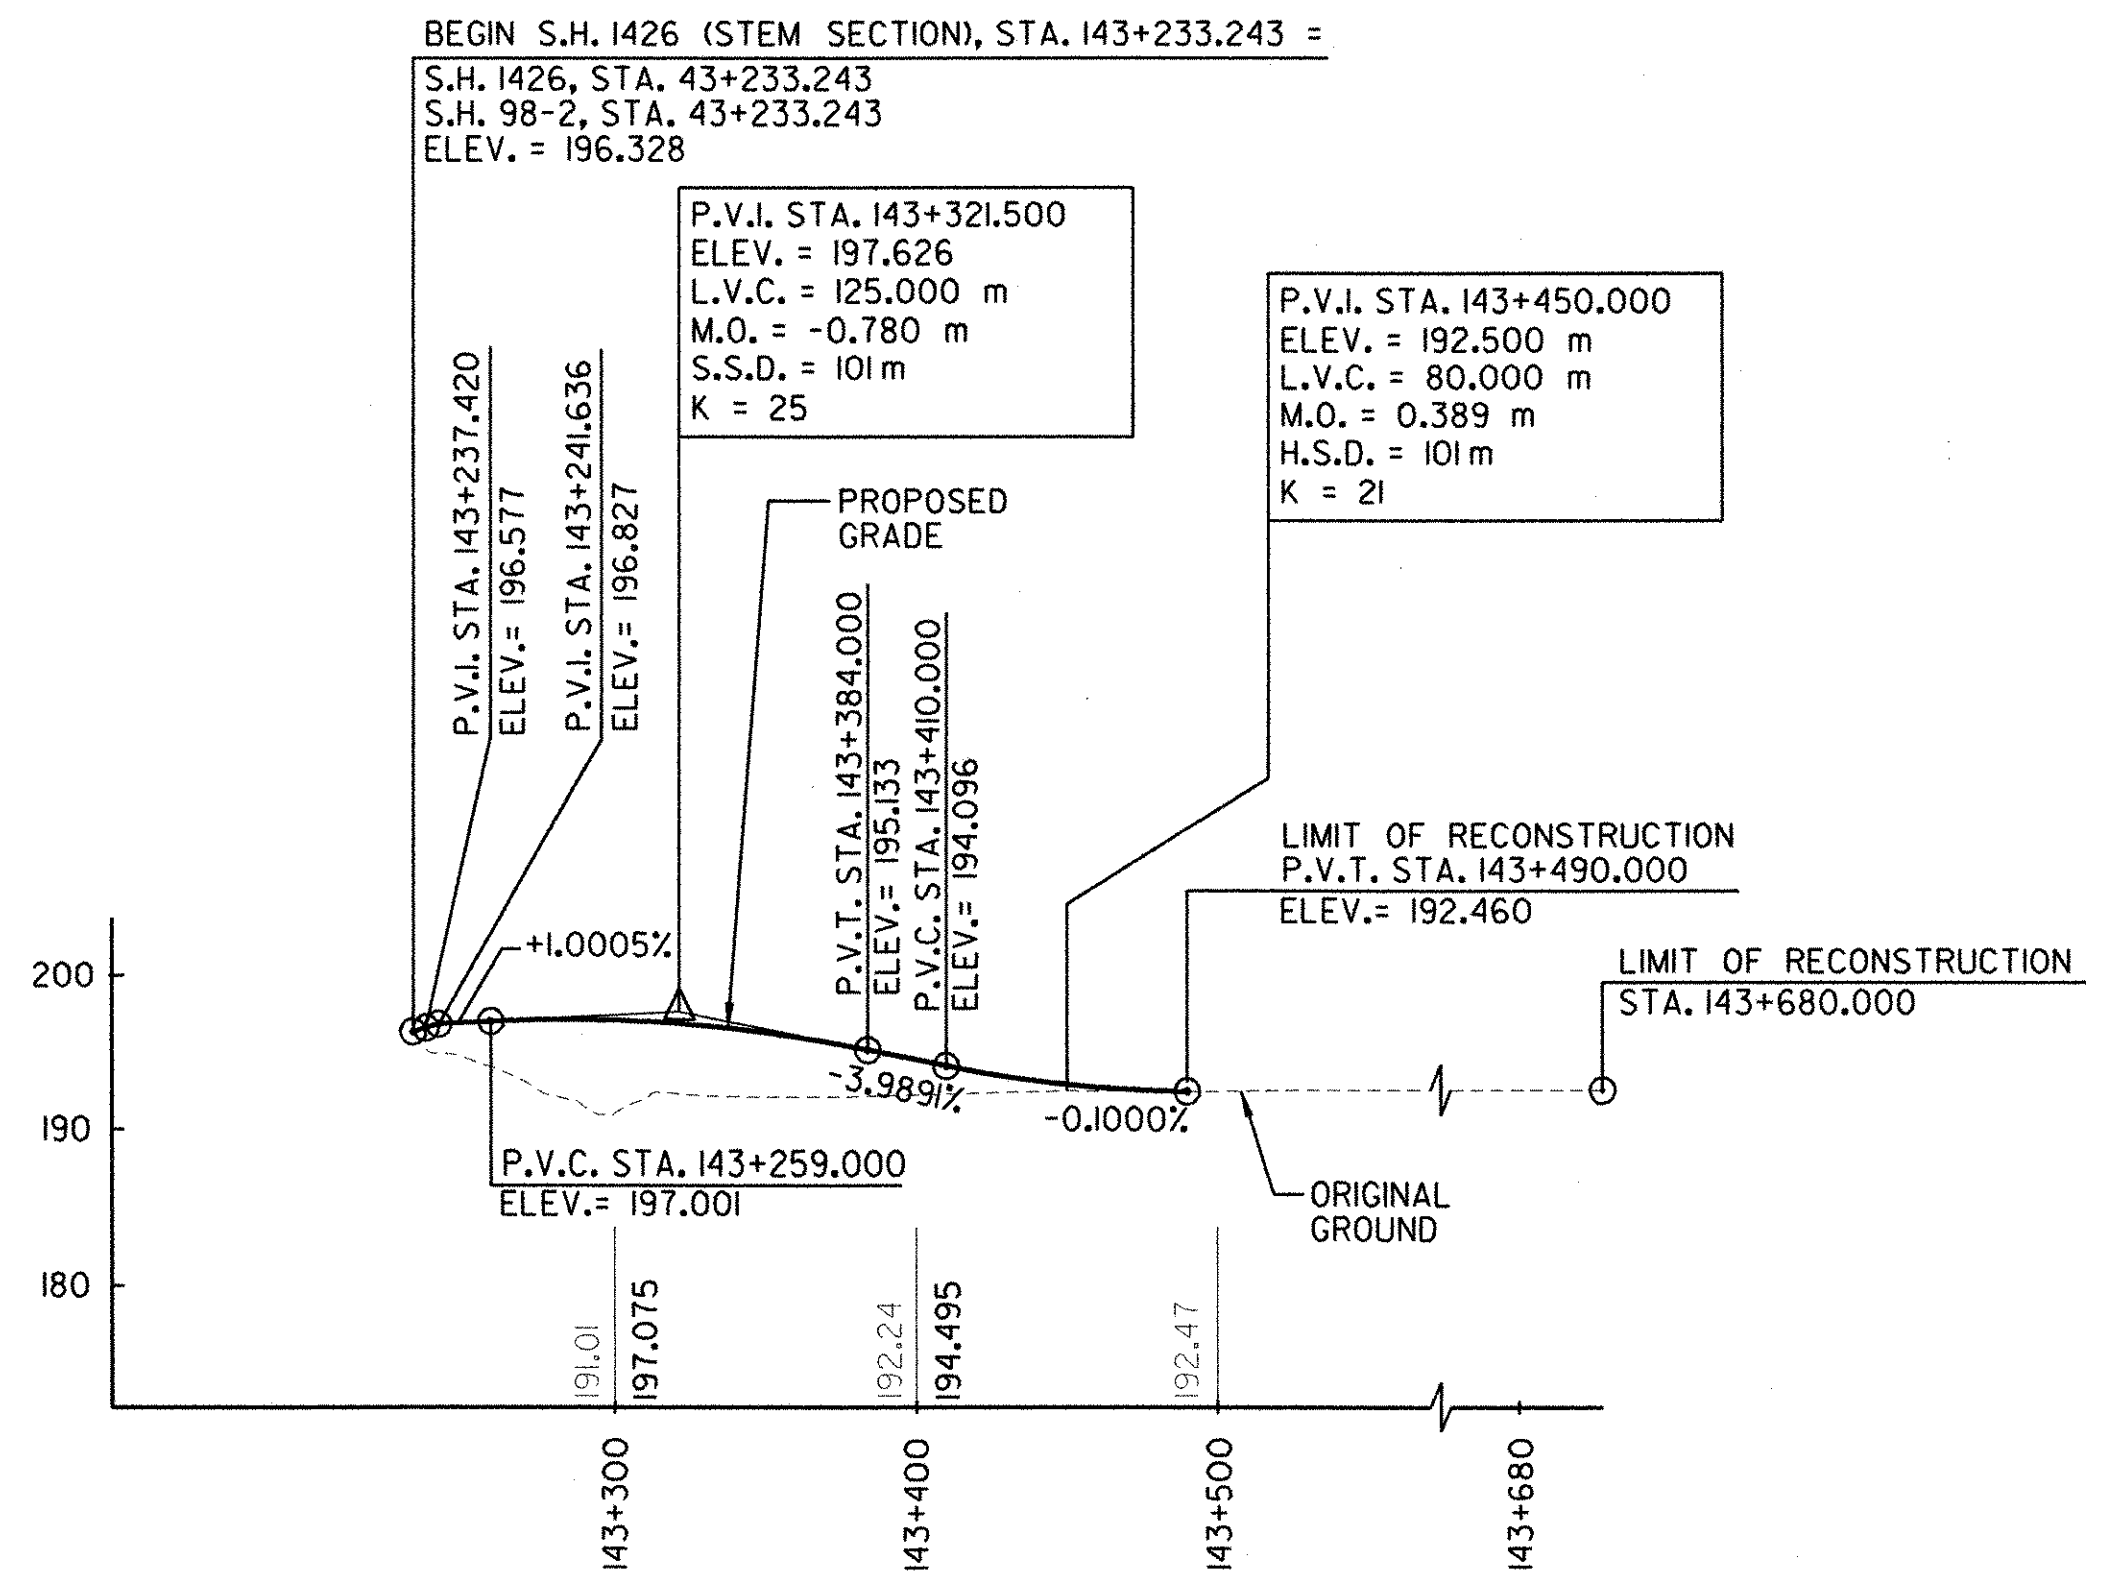 BEGIN S.H. 1426 (STEM SECTION), STA. 143+233.243 =
S.H. 1426, STA. 43+233.243
S.H. 98-2, STA. 43+233.243
ELEV. = 196.328
P.V.I. STA. 143+321.500
ELEV. = 197.626
L.V.C. = 125.000 m
M.O. = -0.780 m
S.S.D. = 101 m
K = 25
P.V.I. STA. 143+450.000
ELEV. = 192.500 m
L.V.C. = 80.000 m
M.O. = 0.389 m
H.S.D. = 101 m
K = 21
P.V.I. STA. 143+237.420
ELEV.= 196.577
P.V.I. STA. 143+241.636
ELEV.= 196.827
PROPOSED
GRADE
P.V.T. STA. 143+384.000
ELEV.= 195.133
P.V.C. STA. 143+410.000
ELEV.= 194.096
LIMIT OF RECONSTRUCTION
P.V.T. STA. 143+490.000
ELEV.= 192.460
LIMIT OF RECONSTRUCTION
STA. 143+680.000
+1.0005%
-3.9891%
-0.1000%
P.V.C. STA. 143+259.000
ELEV.= 197.001
ORIGINAL
GROUND
200
190
180
191.01
197.075
192.24
194.495
192.47
143+300
143+400
143+500
143+680